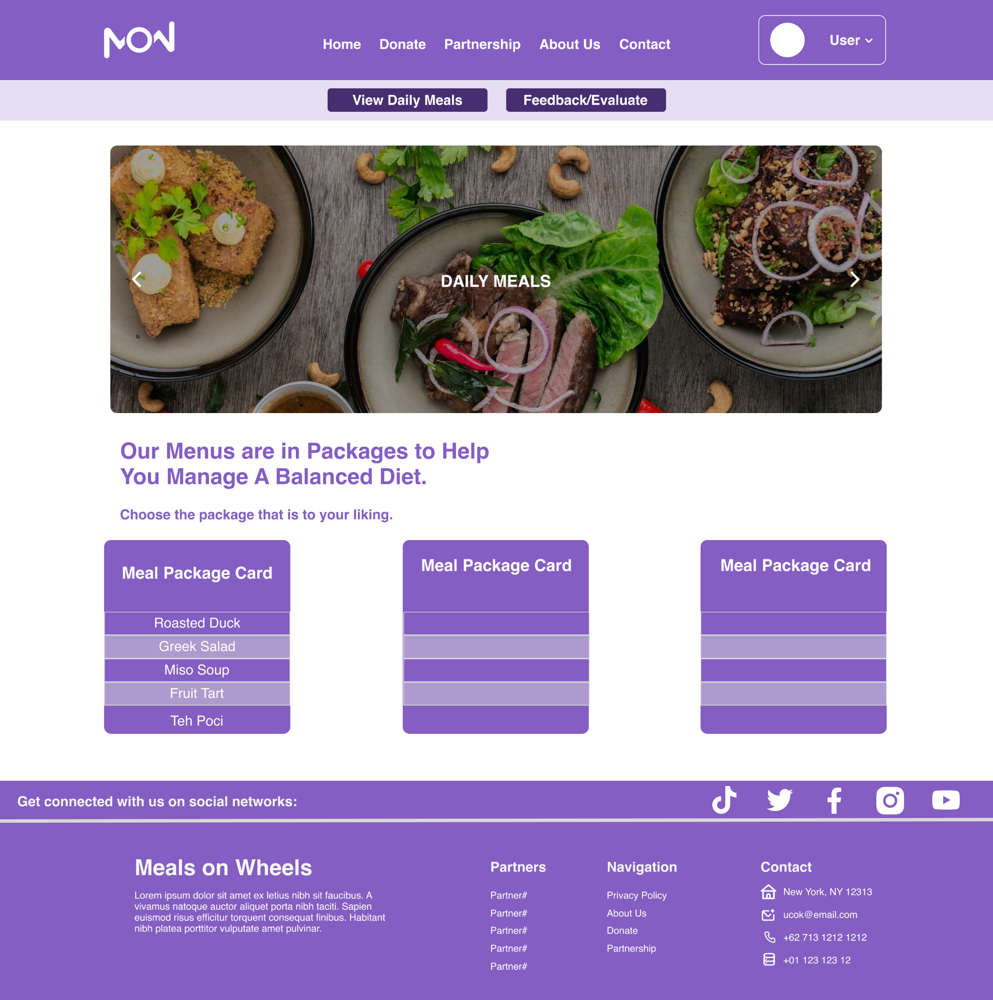 MOW
Home Donate Partnership About Us Contact
User
View Daily Meals Feedback/Evaluate
DAILY MEALS
Our Menus are in Packages to Help
You Manage A Balanced Diet.
Choose the package that is to your liking.
Meal Package Card
Roasted Duck
Greek Salad
Miso Soup
Fruit Tart
Teh Poci
Meal Package Card
Meal Package Card
Get connected with us on social networks:
Meals on Wheels
Lorem ipsum dolor sit amet ex letius nibh sit faucibus. A
vivamus natoque auctor aliquet porta nibh taciti. Sapien
euismod risus efficitur torquent consequat finibus. Habitant
nibh platea porttitor vulputate amet pulvinar.
Partners
Partner#
Partner#
Partner#
Partner#
Partner#
Navigation
Privacy Policy
About Us
Donate
Partnership
Contact
New York, NY 12313
ucok@email.com
+62 713 1212 1212
+01 123 123 12